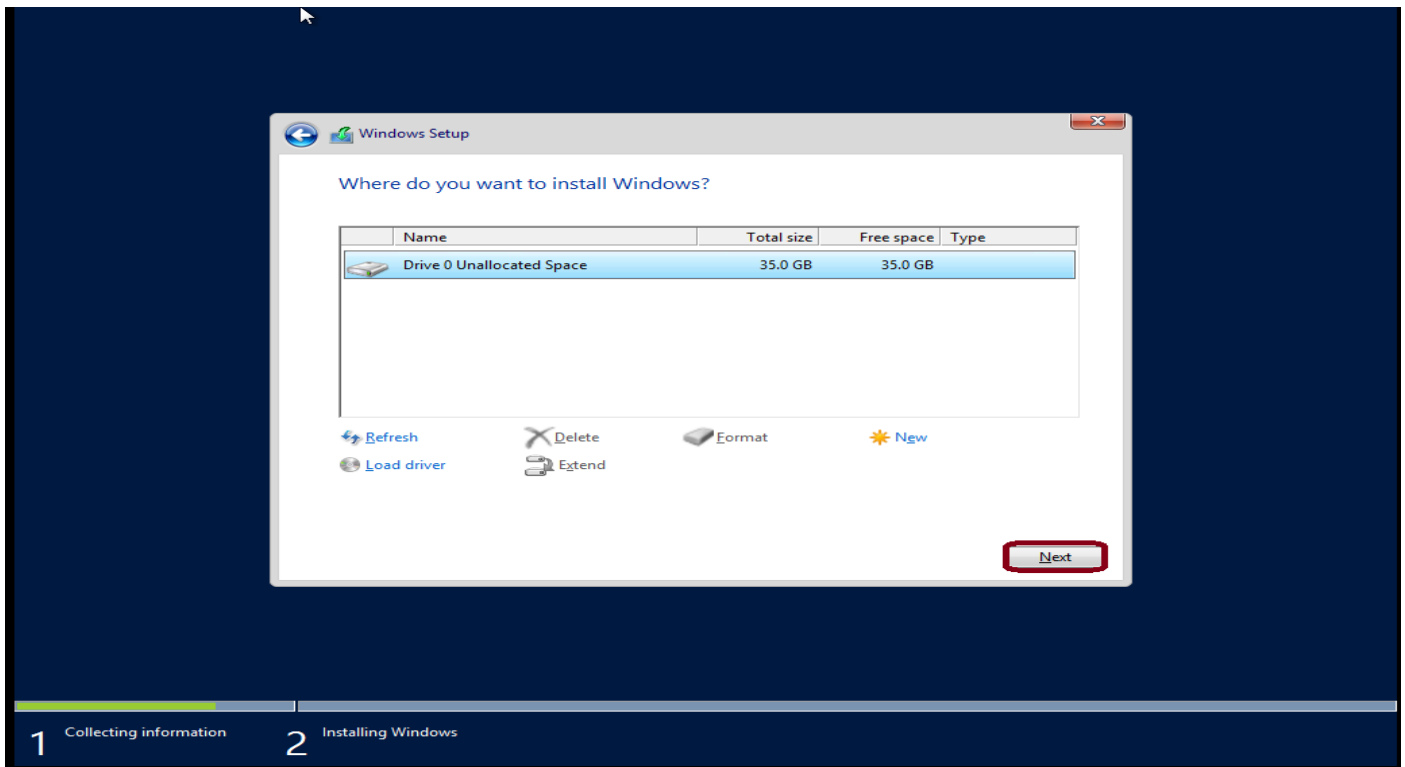 Windows Setup
Where do you want to install Windows?
Name Total size Free space Type
Drive 0 Unallocated Space 35.0 GB 35.0 GB
Refresh Delete Format New
Load driver Extend
Next
1 Collecting information 2 Installing Windows